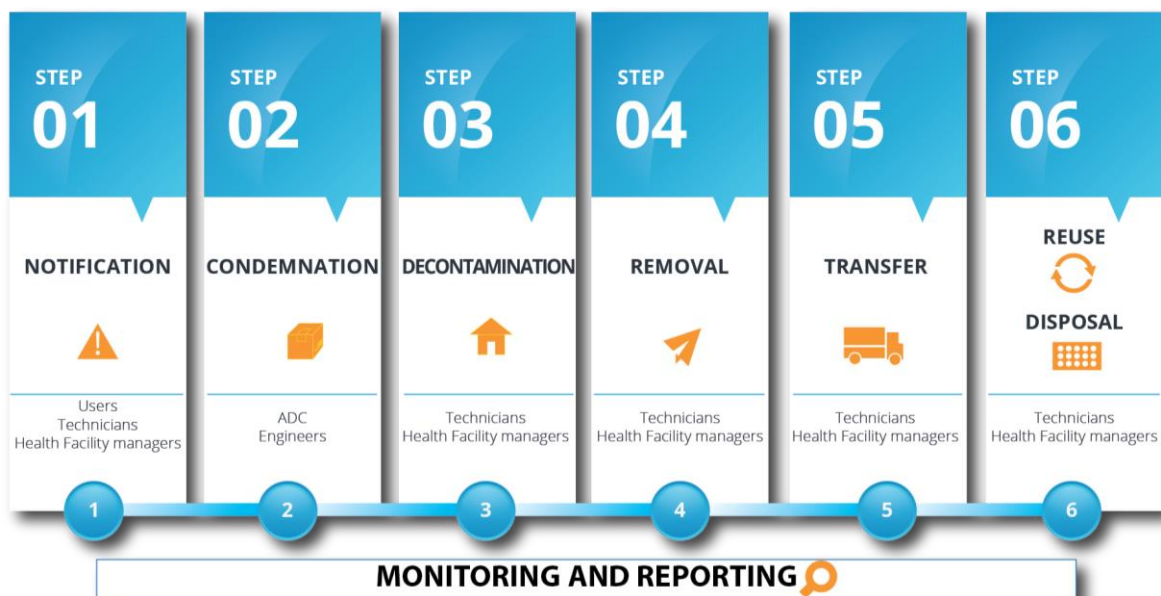 STEP
01
NOTIFICATION
Users
Technicians
Health Facility managers
1
STEP
02
CONDEMNATION
ADC
Engineers
2
STEP
03
DECONTAMINATION
Technicians
Health Facility managers
3
STEP
04
REMOVAL
Technicians
Health Facility managers
4
STEP
05
TRANSFER
Technicians
Health Facility managers
5
STEP
06
REUSE
DISPOSAL
Technicians
Health Facility managers
6
MONITORING AND REPORTING